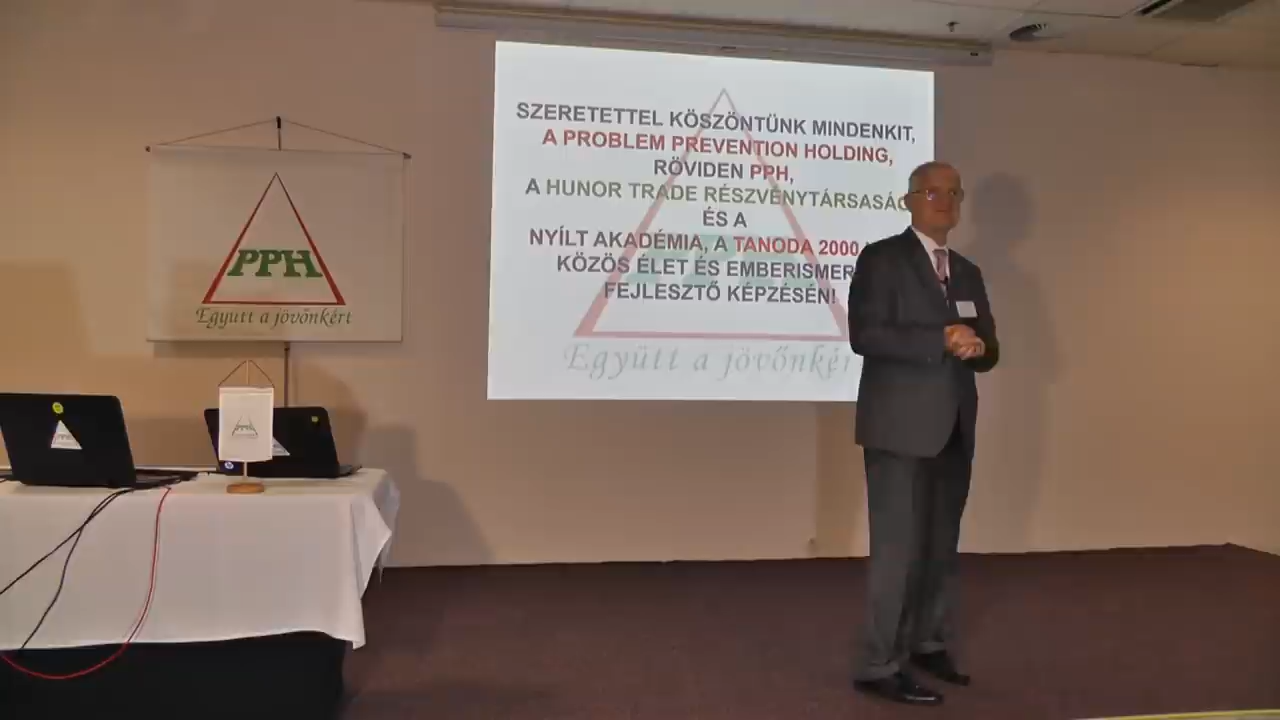 SZERETETTEL KÖSZÖNTÜNK MINDENKIT,
A PROBLEM PREVENTION HOLDING,
RÖVIDEN PPH,
A HUNOR TRADE RÉSZVÉNYTÁRSASÁG
ÉS A
NYÍLT AKADÉMIA, A TANODA 2000
KÖZÖS ÉLET ÉS EMBERISMER
FEJLESZTŐ KÉPZÉSÉN!
Együtt a jövőnkért
PPH
Együtt a jövőnkért
PPH